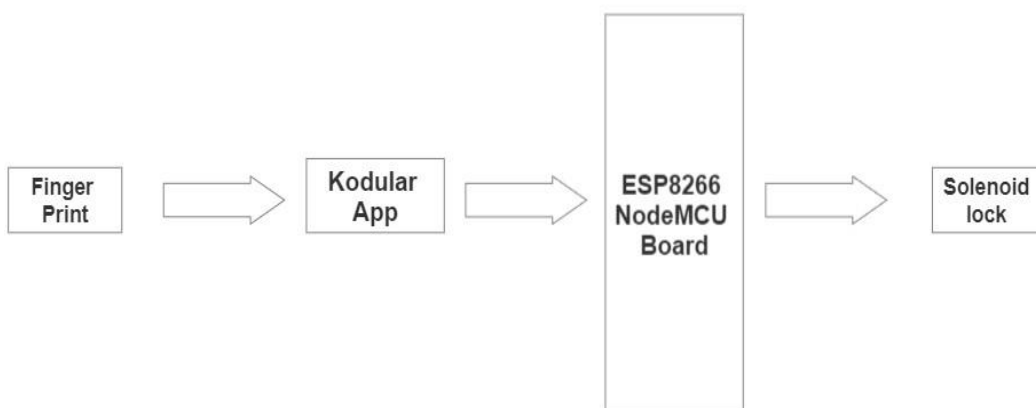 Finger
Print
Kodular
App
ESP8266
NodeMCU
Board
Solenoid
lock